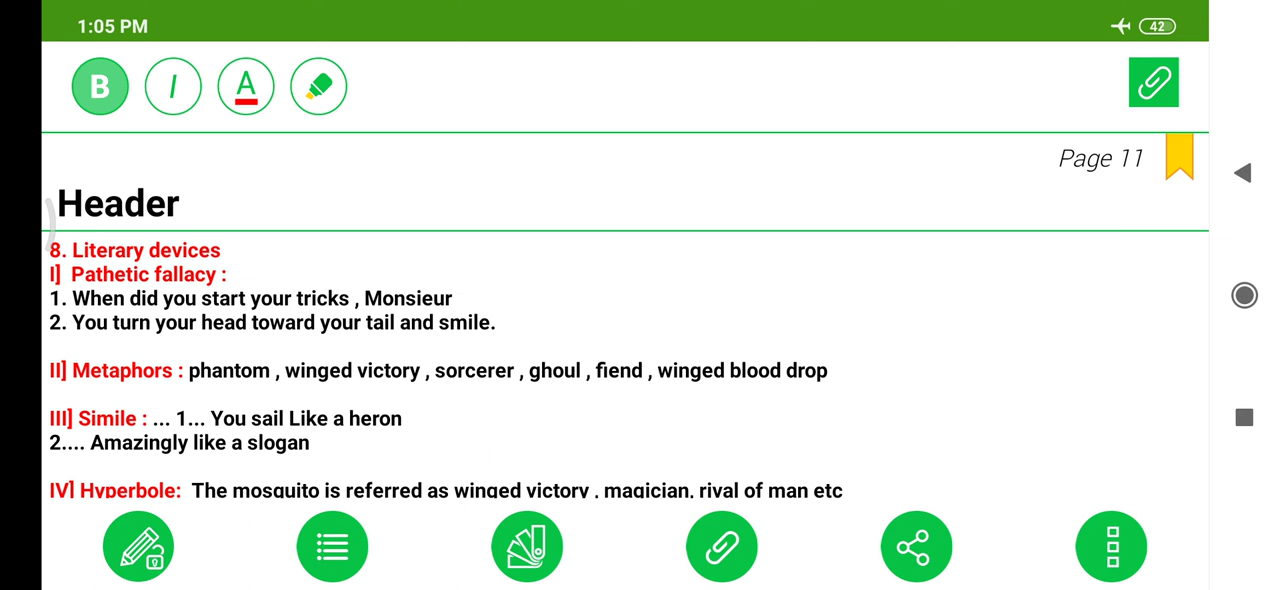 1:05 PM
42
B I A
Page 11
Header
8. Literary devices
I] Pathetic fallacy :
1. When did you start your tricks , Monsieur
2. You turn your head toward your tail and smile.
II] Metaphors : phantom , winged victory , sorcerer , ghoul , fiend , winged blood drop
III] Simile : ... 1... You sail Like a heron
2.... Amazingly like a slogan
IV] Hyperbole: The mosquito is referred as winged victory , magician, rival of man etc